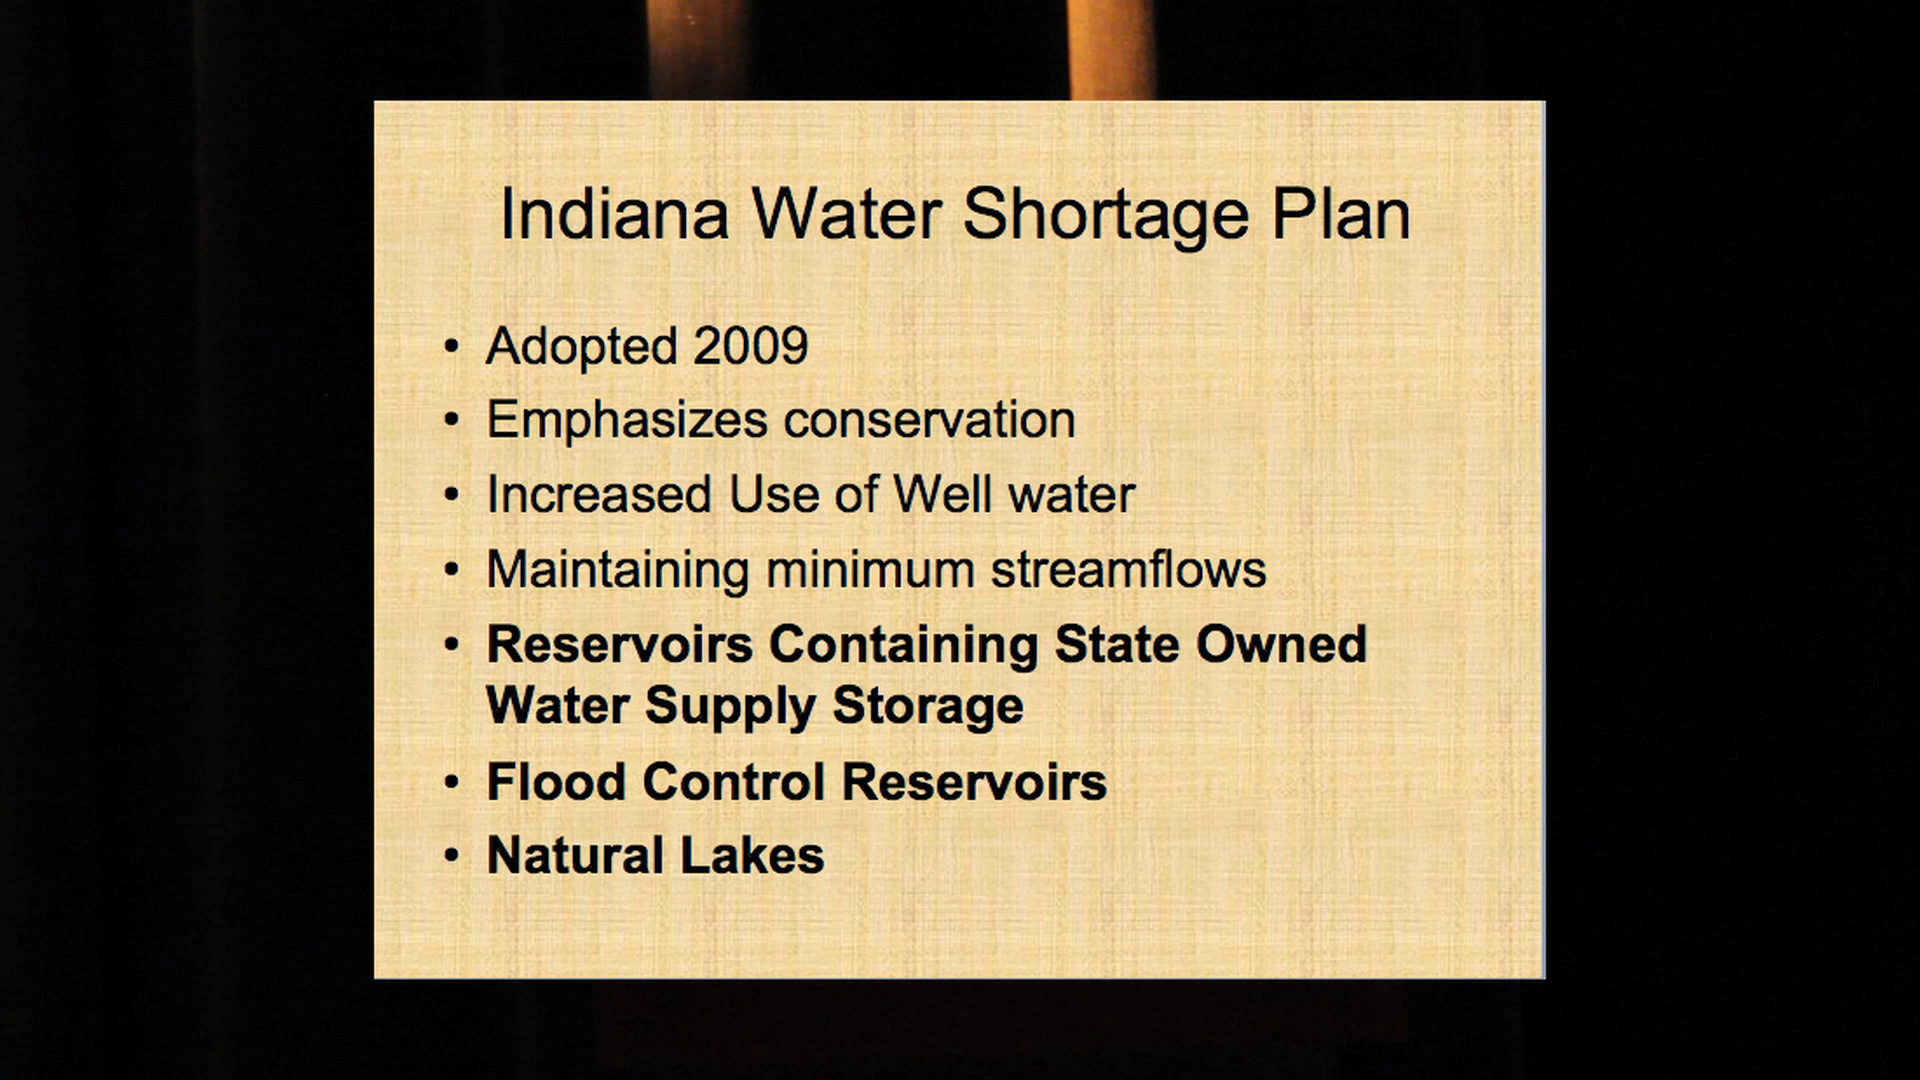 Indiana Water Shortage Plan
• Adopted 2009
• Emphasizes conservation
• Increased Use of Well water
• Maintaining minimum streamflows
• Reservoirs Containing State Owned
Water Supply Storage
• Flood Control Reservoirs
• Natural Lakes